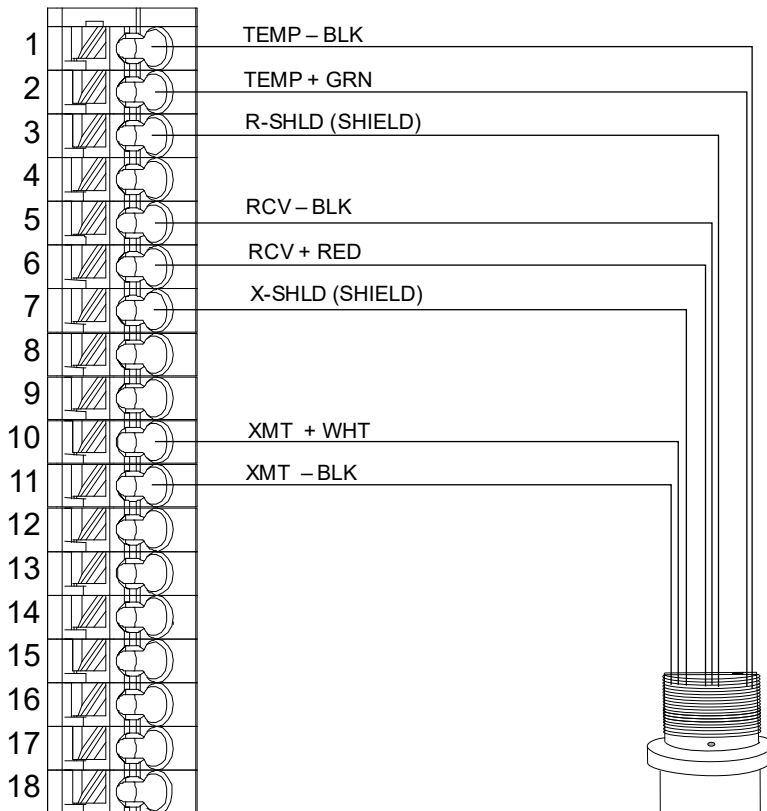 1 TEMP – BLK
2 TEMP + GRN
3 R-SHLD (SHIELD)
4
5 RCV – BLK
6 RCV + RED
7 X-SHLD (SHIELD)
8
9
10 XMT + WHT
11 XMT – BLK
12
13
14
15
16
17
18